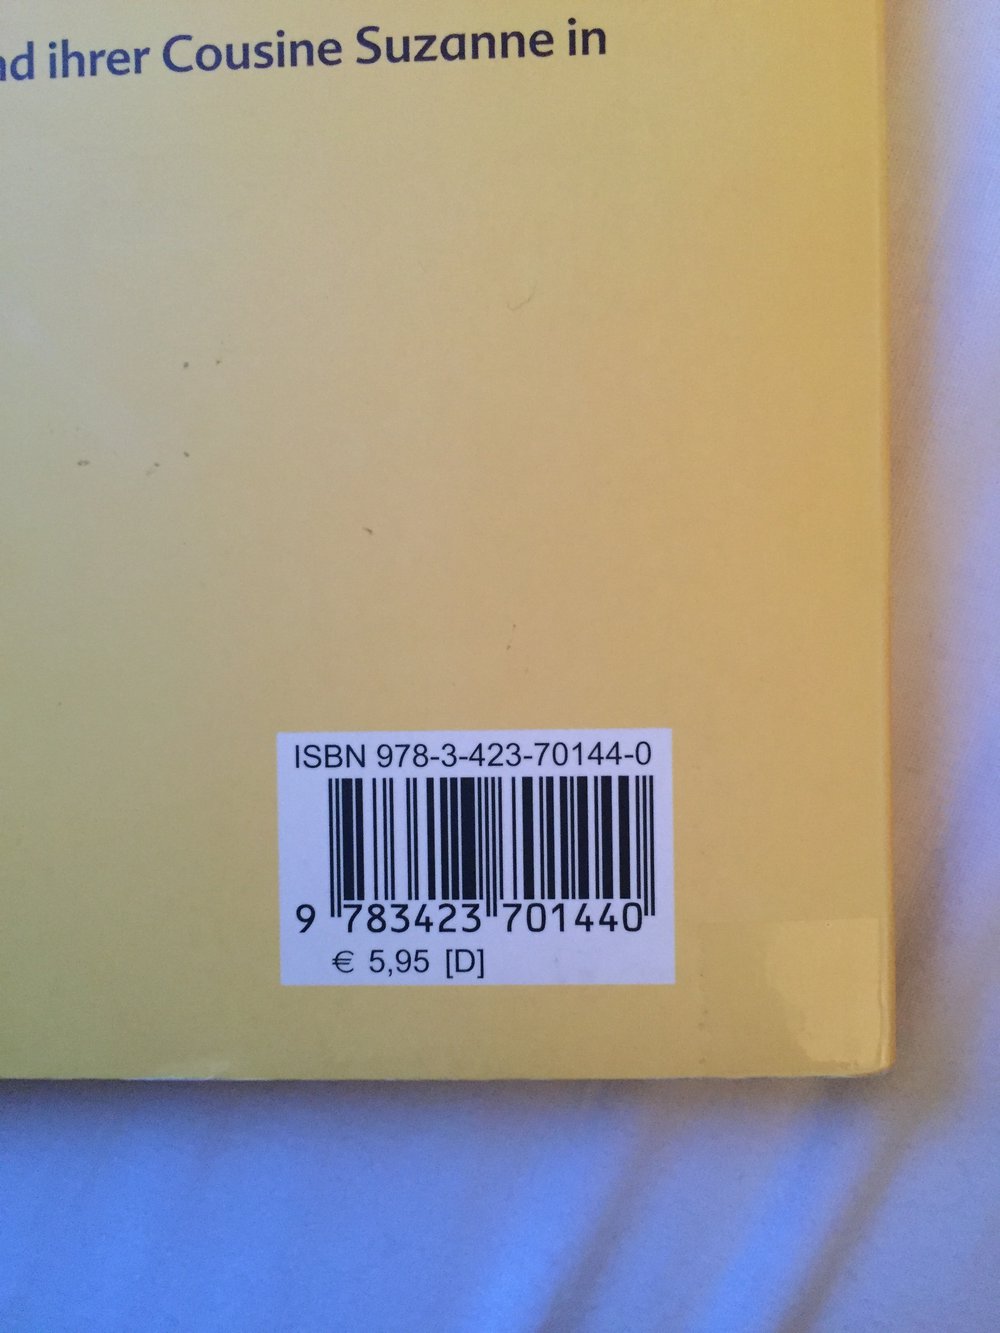 ihrer Cousine Suzanne in
ISBN 978-3-423-70144-0
9 783423 701440
€ 5,95 [D]